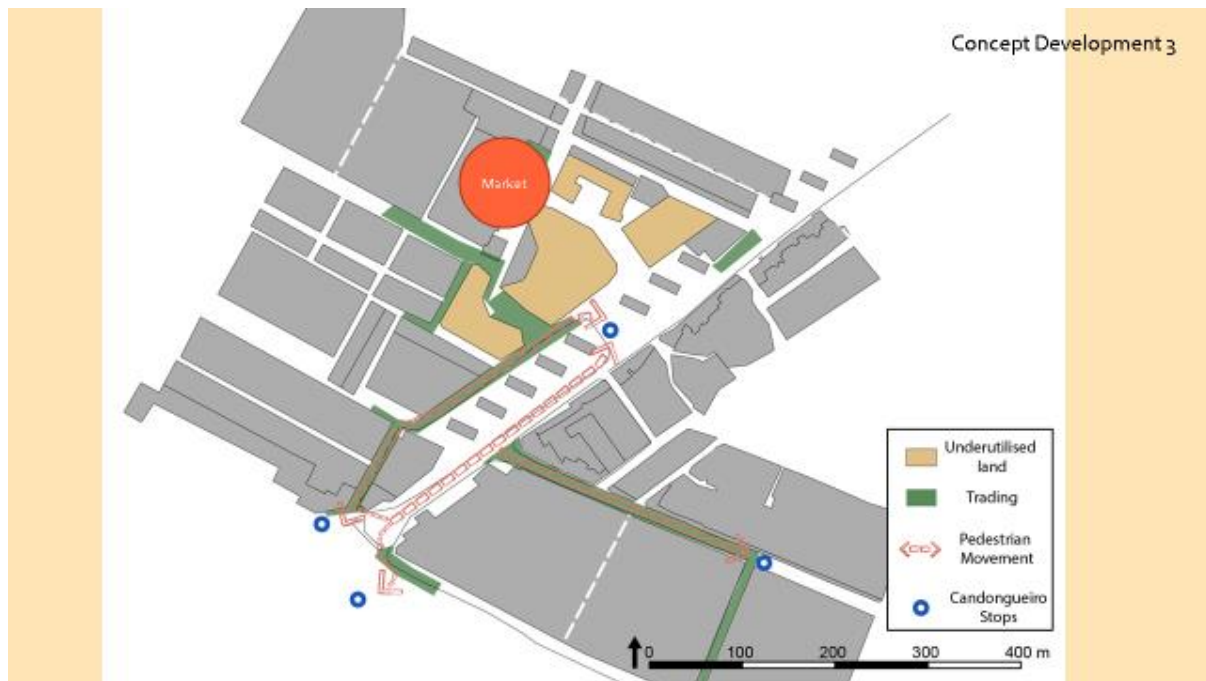 Concept Development 3
Market
Underutilised
land
Trading
Pedestrian
Movement
Candongueiro
Stops
0 100 200 300 400 m